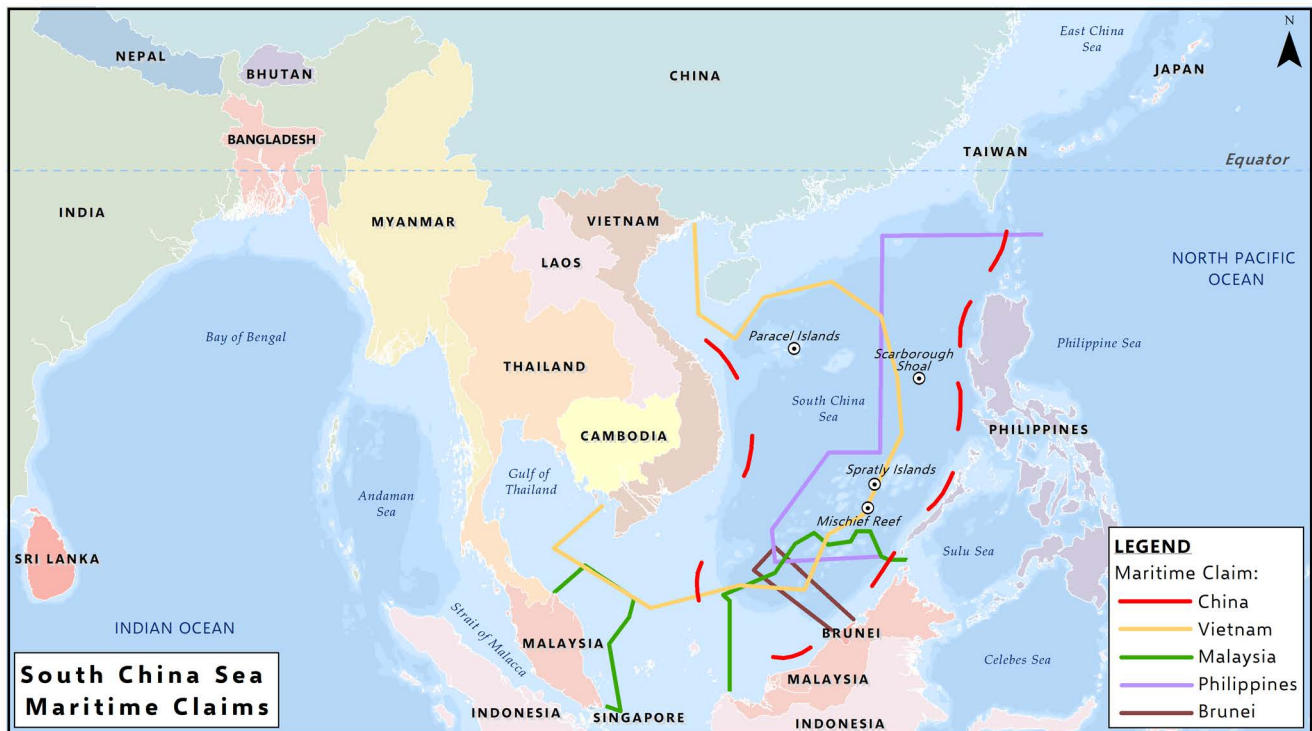 N
East China
Sea
NEPAL
BHUTAN
CHINA
JAPAN
BANGLADESH
TAIWAN
Equator
INDIA
MYANMAR
VIETNAM
LAOS
NORTH PACIFIC
OCEAN
Bay of Bengal
Paracel Islands
Scarborough
Shoal
Philippine Sea
THAILAND
South China
Sea
CAMBODIA
PHILIPPINES
Gulf of
Thailand
Spratly Islands
Andaman
Sea
Mischief Reef
SRI LANKA
Sulu Sea
LEGEND
Maritime Claim:
China
Vietnam
Malaysia
Philippines
Brunei
INDIAN OCEAN
Strait of Malacca
MALAYSIA
BRUNEI
Celebes Sea
MALAYSIA
INDONESIA
SINGAPORE
INDONESIA
South China Sea
Maritime Claims